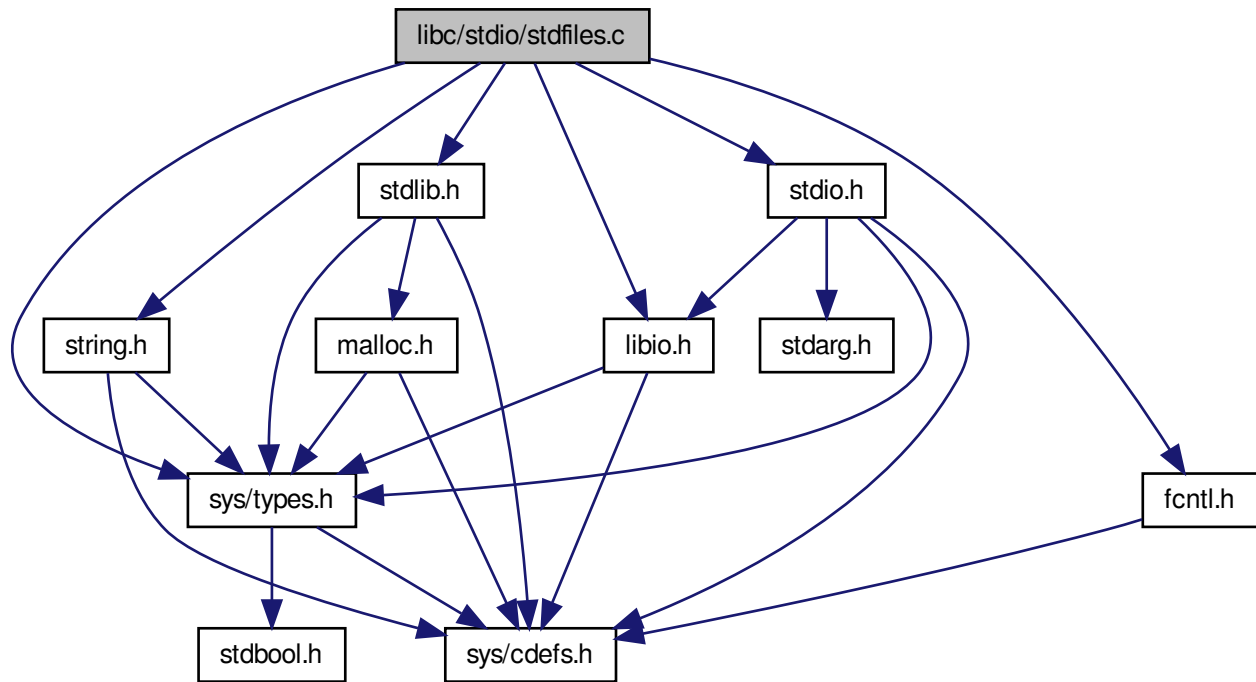 libc/stdio/stdfiles.c
stdlib.h
stdio.h
string.h
malloc.h
libio.h
stdarg.h
sys/types.h
fcntl.h
stdbool.h
sys/cdefs.h